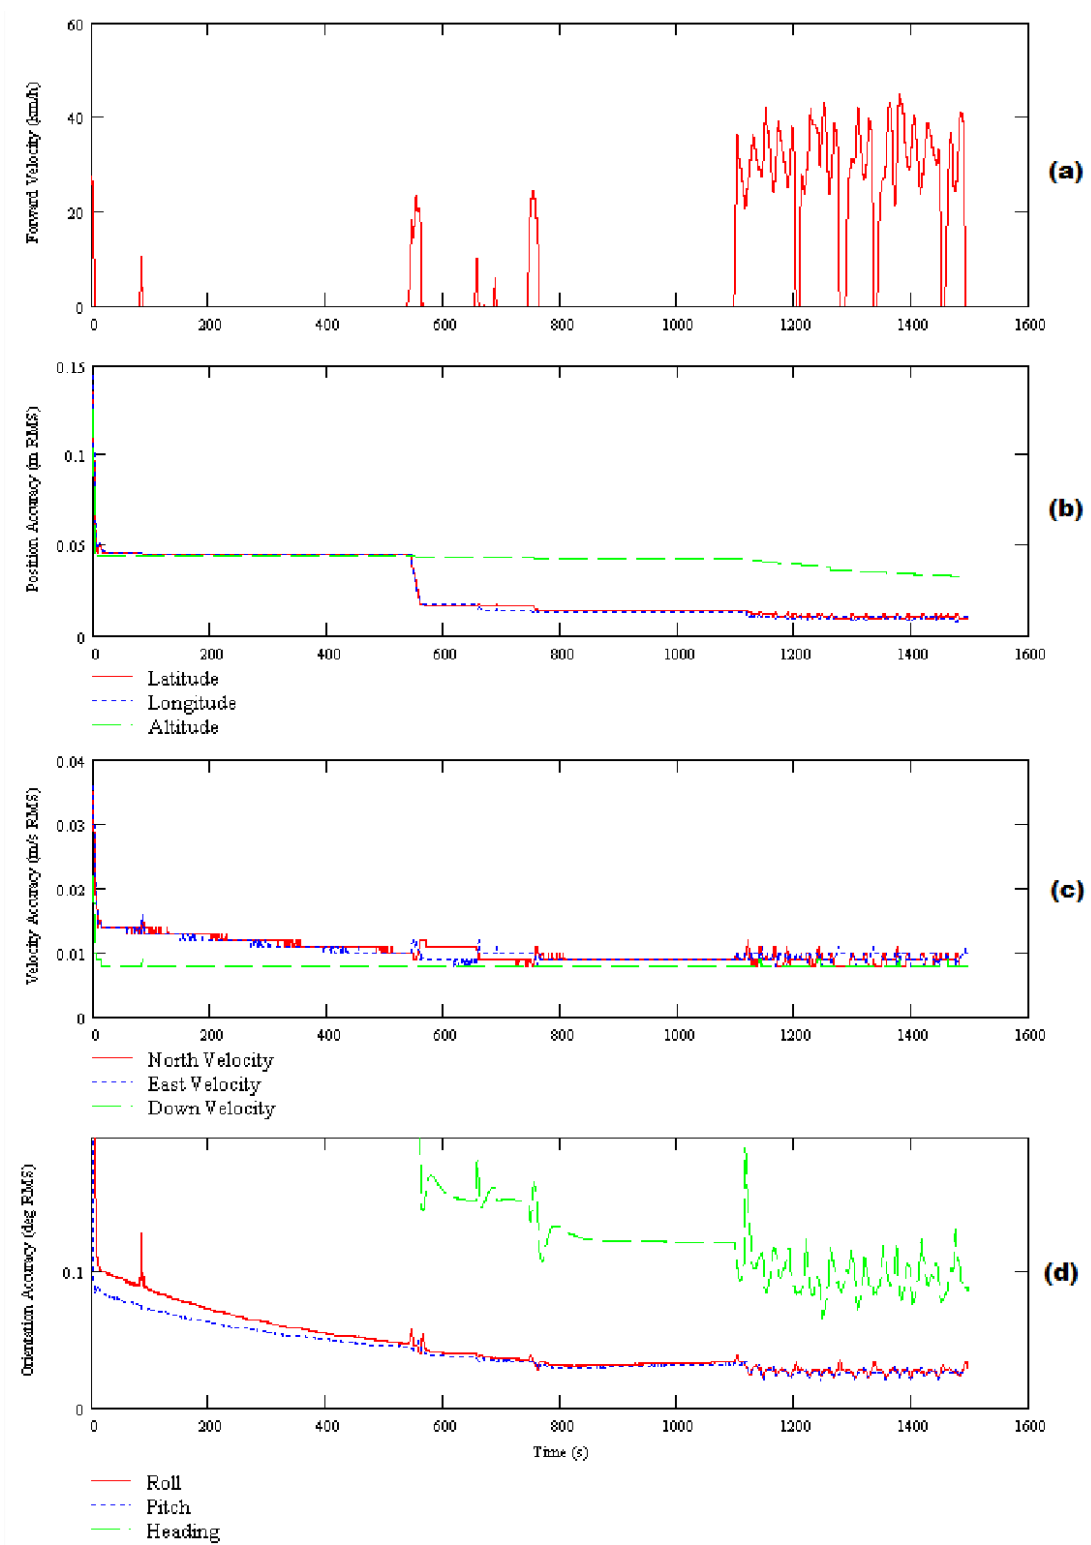 60
40
20
0
Forward Velocity (km/h)
0 200 400 600 800 1000 1200 1400 1600
(a)
0.15
0.1
0.05
0
Position Accuracy (m RMS)
0 200 400 600 800 1000 1200 1400 1600
(b)
Latitude
Longitude
Altitude
0.04
0.03
0.02
0.01
0
Velocity Accuracy (m/s RMS)
0 200 400 600 800 1000 1200 1400 1600
(c)
North Velocity
East Velocity
Down Velocity
0.1
0
Orientation Accuracy (deg RMS)
0 200 400 600 800 1000 1200 1400 1600
Time (s)
(d)
Roll
Pitch
Heading